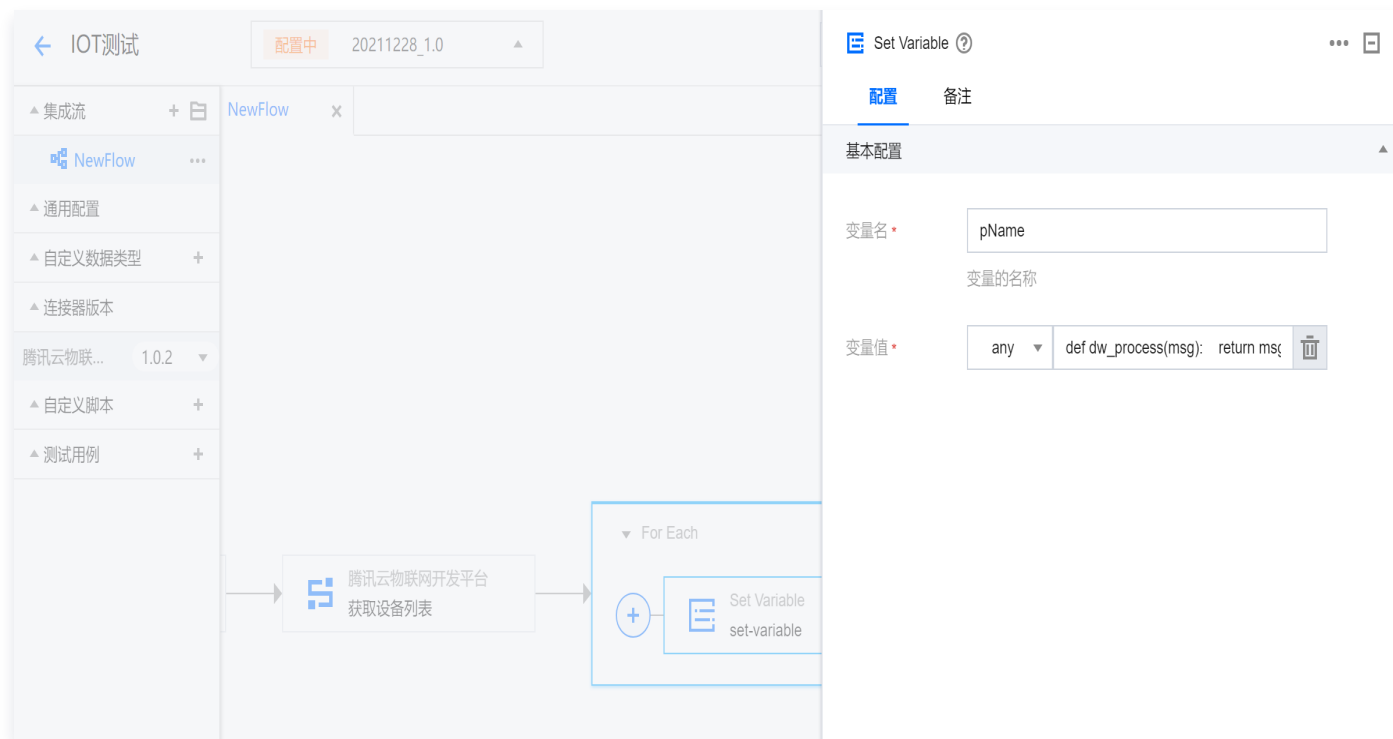 IOT测试
配置中 20211228_1.0
集成流
NewFlow
通用配置
自定义数据类型
连接器版本
腾讯云物联... 1.0.2
自定义脚本
测试用例
NewFlow
腾讯云物联网开发平台
获取设备列表
For Each
Set Variable
set-variable
Set Variable
配置 备注
基本配置
变量名* pName
变量的名称
变量值* any def dw_process(msg): return msg